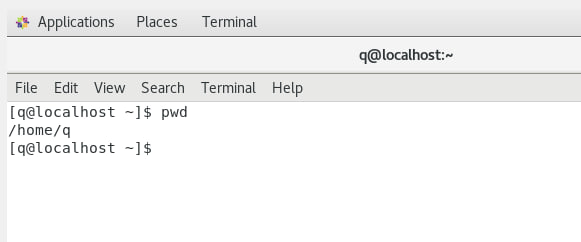 Applications Places Terminal
q@localhost:~
File Edit View Search Terminal Help
[q@localhost ~]$ pwd
/home/q
[q@localhost ~]$